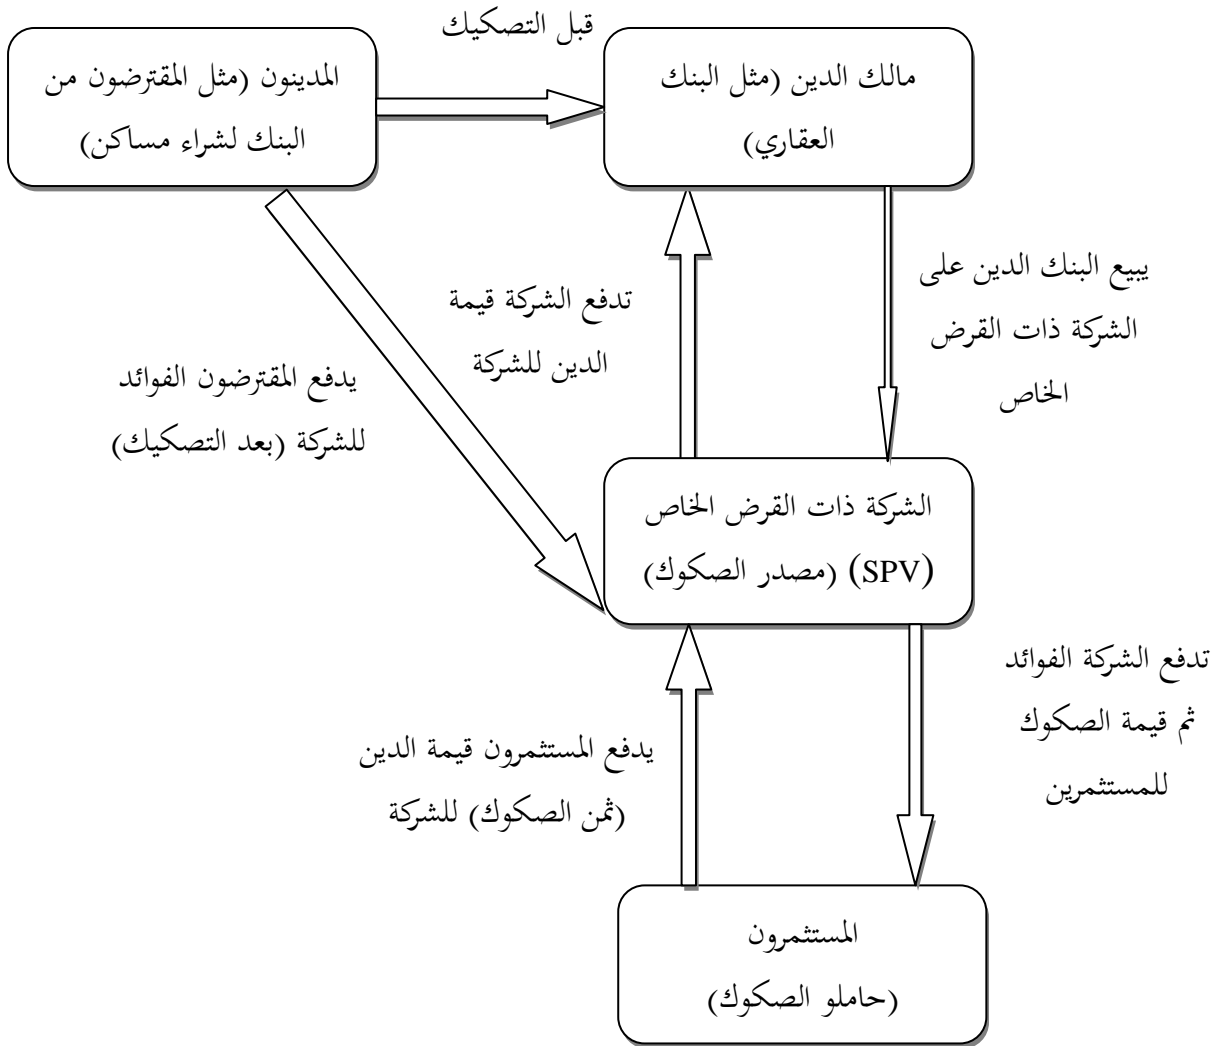 قبل التصكيك
المدينون (مثل المقترضون من
البنك لشراء مساكن)
مالك الدين (مثل البنك
العقاري)
يبيع البنك الدين على
الشركة ذات القرض
الخاص
تدفع الشركة قيمة
الدين للشركة
يدفع المقترضون الفوائد
للشركة (بعد التصكيك)
الشركة ذات القرض الخاص
(SPV) (مصدر الصكوك)
تدفع الشركة الفوائد
ثم قيمة الصكوك
للمستثمرين
يدفع المستثمرون قيمة الدين
(ثمن الصكوك) للشركة
المستثمرون
(حاملو الصكوك)